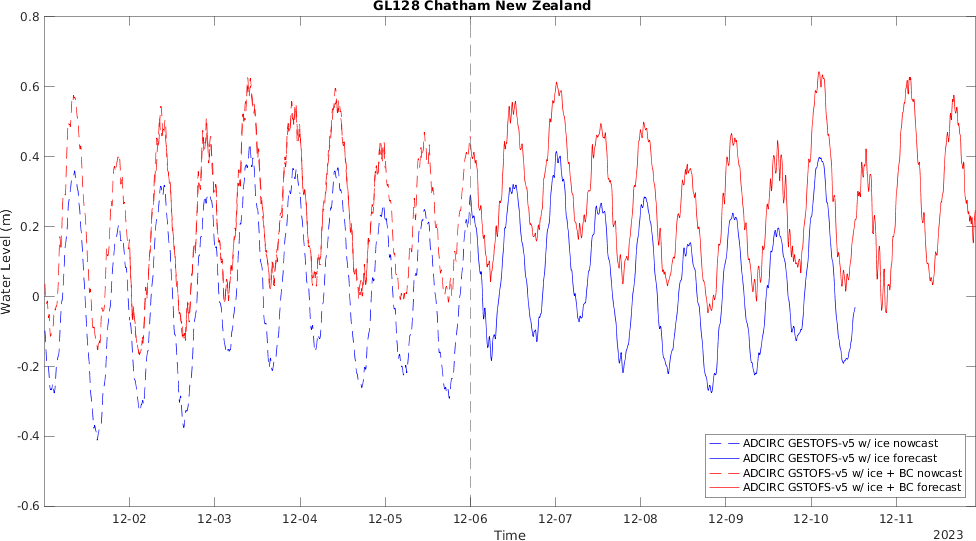 GL128 Chatham New Zealand
0.8
0.6
0.4
0.2
0
-0.2
-0.4
-0.6
Water Level (m)
ADCIRC GESTOFS-v5 w/ ice nowcast
ADCIRC GESTOFS-v5 w/ ice forecast
ADCIRC GSTOFS-v5 w/ ice + BC nowcast
ADCIRC GSTOFS-v5 w/ ice + BC forecast
12-02 12-03 12-04 12-05 12-06 12-07 12-08 12-09 12-10 12-11
Time
2023